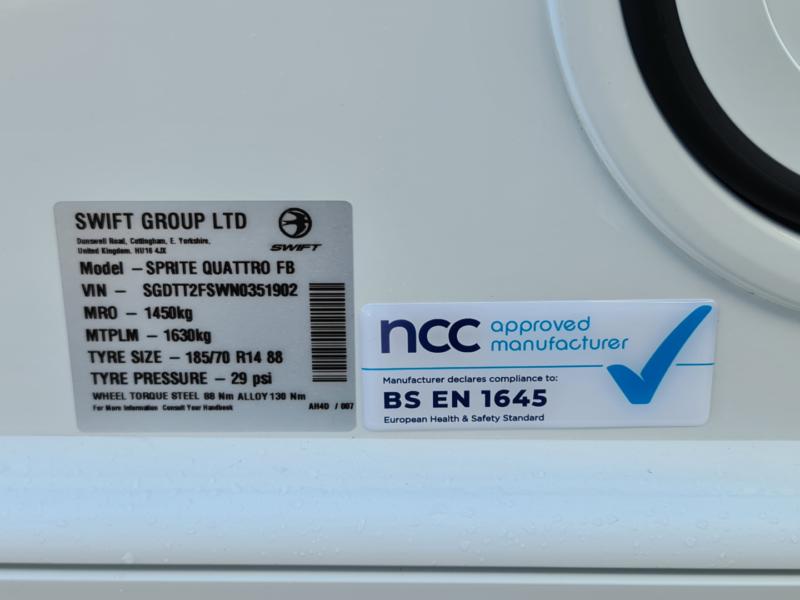 SWIFT GROUP LTD
SWIFT
Dunswell Road, Cottingham, E. Yorkshire,
United Kingdom. HU16 4JX
Model – SPRITE QUATTRO FB
VIN – SGDTT2FSWN0351902
MRO – 1450kg
MTPLM – 1630kg
TYRE SIZE – 185/70 R14 88
TYRE PRESSURE – 29 psi
WHEEL TORQUE STEEL 88 Nm ALLOY 130 Nm
For More Information Consult Your Handbook
AH4D / 007
ncc approved
manufacturer
Manufacturer declares compliance to:
BS EN 1645
European Health & Safety Standard